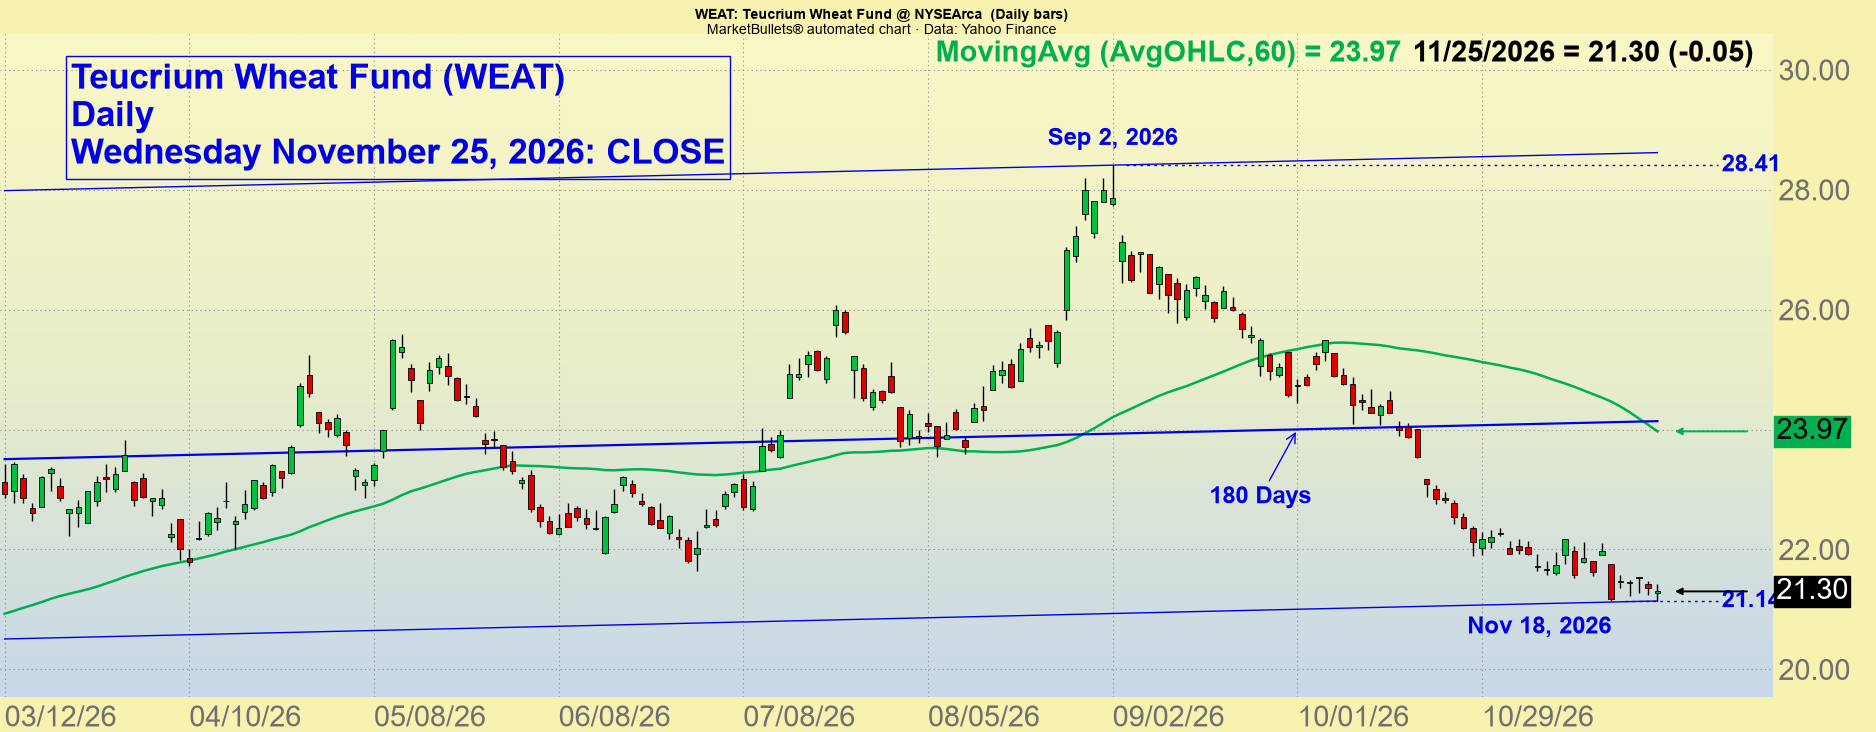 WEAT: Teucrium Wheat Fund @ NYSEArca (Daily bars)
MarketBullets® automated chart · Data: Yahoo Finance
MovingAvg (AvgOHLC,60) = 23.97 11/25/2026 = 21.30 (-0.05)
Teucrium Wheat Fund (WEAT)
Daily
Wednesday November 25, 2026: CLOSE
30.00
Sep 2, 2026
28.41
28.00
26.00
23.97
180 Days
22.00
21.30
21.14
Nov 18, 2026
20.00
03/12/26 04/10/26 05/08/26 06/08/26 07/08/26 08/05/26 09/02/26 10/01/26 10/29/26